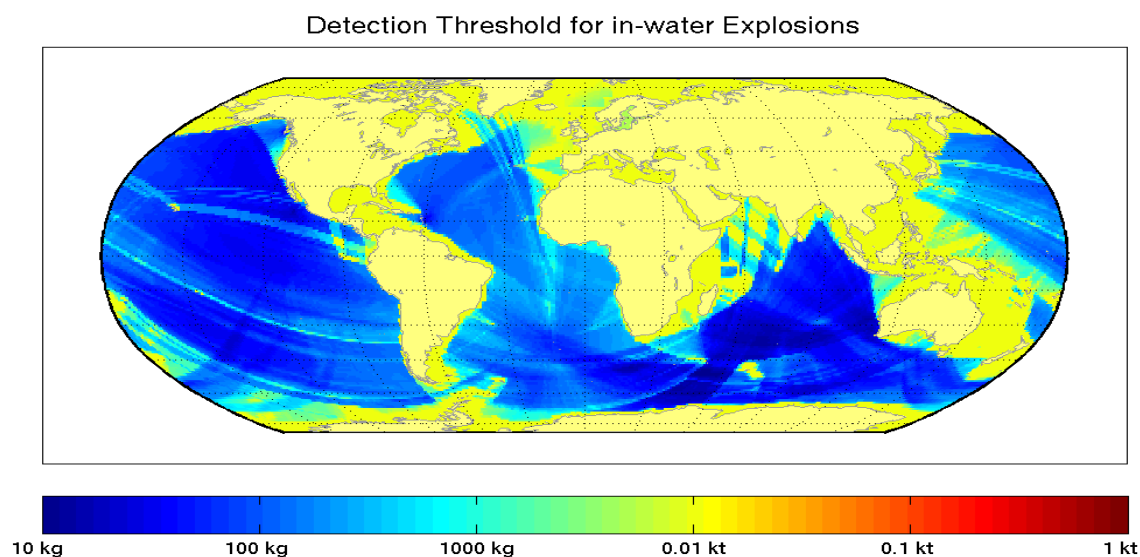 Detection Threshold for in-water Explosions
10 kg 100 kg 1000 kg 0.01 kt 0.1 kt 1 kt